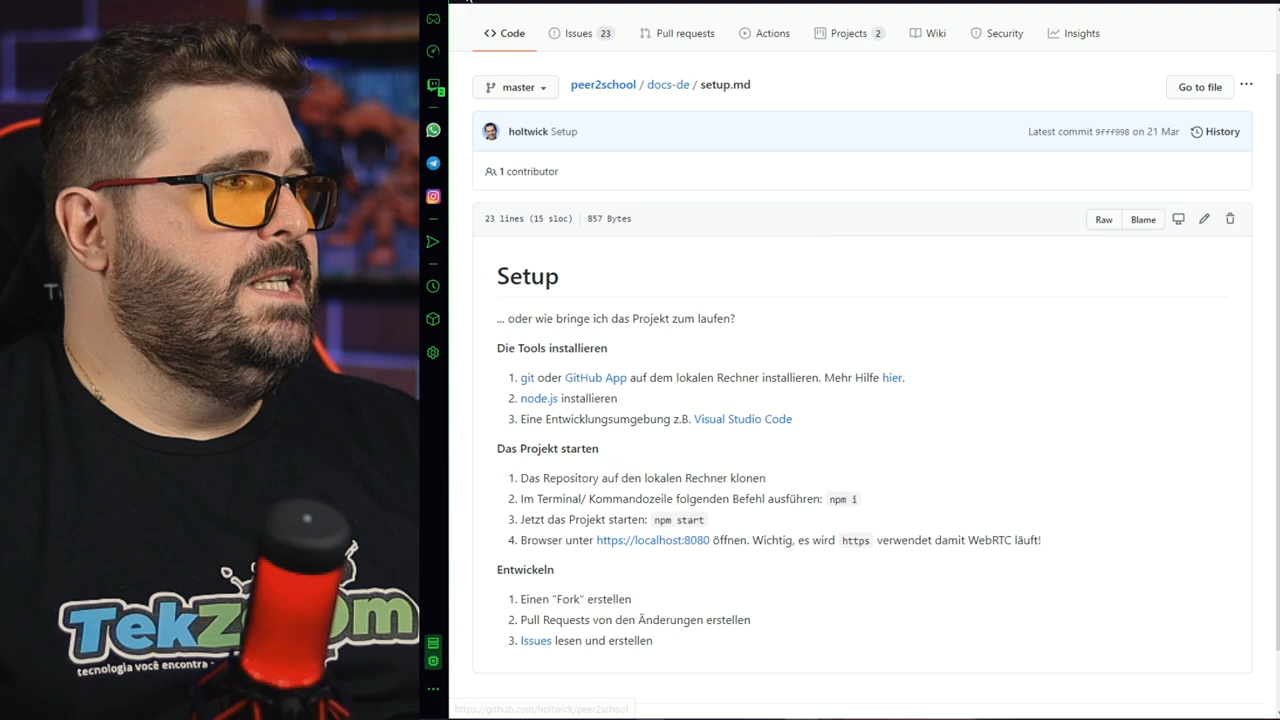 Code
Issues 23
Pull requests
Actions
Projects 2
Wiki
Security
Insights
master
peer2school / docs-de / setup.md
Go to file
holtwick Setup
Latest commit 9fff998 on 21 Mar
History
1 contributor
23 lines (15 sloc) 857 Bytes
Raw
Blame
Setup
... oder wie bringe ich das Projekt zum laufen?
Die Tools installieren
1. git oder GitHub App auf dem lokalen Rechner installieren. Mehr Hilfe hier.
2. node.js installieren
3. Eine Entwicklungsumgebung z.B. Visual Studio Code
Das Projekt starten
1. Das Repository auf den lokalen Rechner klonen
2. Im Terminal/ Kommandozeile folgenden Befehl ausführen: npm i
3. Jetzt das Projekt starten: npm start
4. Browser unter https://localhost:8080 öffnen. Wichtig, es wird https verwendet damit WebRTC läuft!
Entwickeln
1. Einen "Fork" erstellen
2. Pull Requests von den Änderungen erstellen
3. Issues lesen und erstellen
https://github.com/holtwick/peer2school
2
tecnologia você encontra